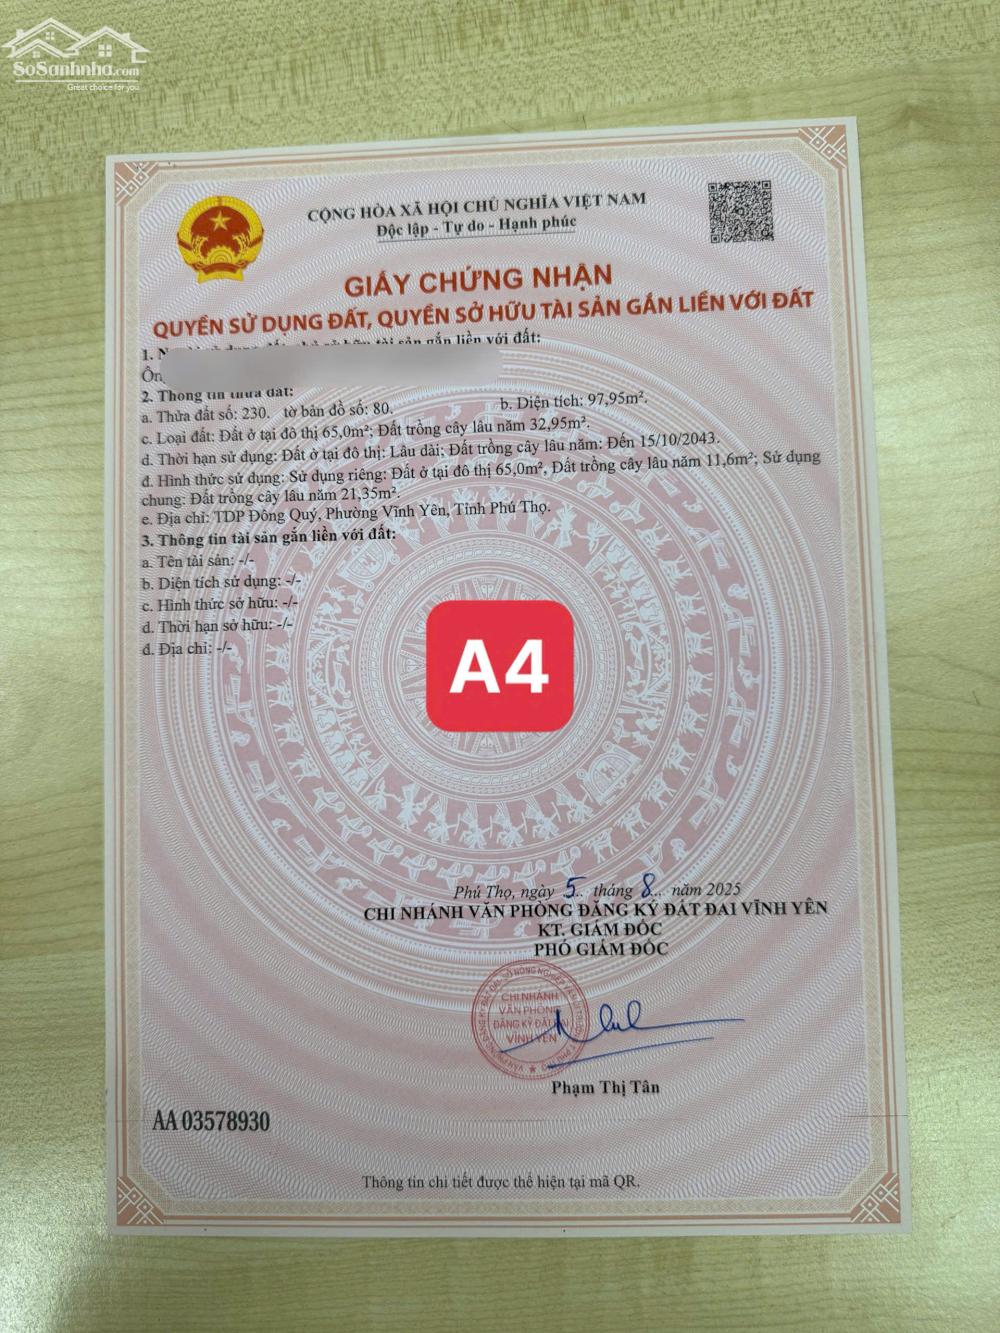 SoSanhnha.com
Great choice for you
CỘNG HÒA XÃ HỘI CHỦ NGHĨA VIỆT NAM
Độc lập - Tự do - Hạnh phúc
GIẤY CHỨNG NHẬN
QUYỀN SỬ DỤNG ĐẤT, QUYỀN SỞ HỮU TÀI SẢN GẮN LIỀN VỚI ĐẤT
1. tài sản gắn liền với đất:
2. Thông tin thửa đất:
a. Thửa đất số: 230. tờ bản đồ số: 80. b. Diện tích: 97,95m².
c. Loại đất: Đất ở tại đô thị 65,0m²; Đất trồng cây lâu năm 32,95m².
d. Thời hạn sử dụng: Đất ở tại đô thị: Lâu dài; Đất trồng cây lâu năm: Đến 15/10/2043.
đ. Hình thức sử dụng: Sử dụng riêng: Đất ở tại đô thị 65,0m², Đất trồng cây lâu năm 11,6m²; Sử dụng
chung: Đất trồng cây lâu năm 21,35m².
e. Địa chỉ: TDP Đông Quý, Phường Vĩnh Yên, Tỉnh Phú Thọ.
3. Thông tin tài sản gắn liền với đất:
a. Tên tài sản: -/-
b. Diện tích sử dụng: -/-
c. Hình thức sở hữu: -/-
d. Thời hạn sở hữu: -/-
đ. Địa chỉ: -/-
A4
Phú Thọ, ngày 5.. tháng 8... năm 2025
CHI NHÁNH VĂN PHÒNG ĐĂNG KÝ ĐẤT ĐAI VĨNH YÊN
KT. GIÁM ĐỐC
PHÓ GIÁM ĐỐC
CHI NHÁNH
VĂN PHÒNG
ĐĂNG KÝ ĐẤT ĐAI
VĨNH YÊN
Phạm Thị Tân
AA 03578930
Thông tin chi tiết được thể hiện tại mã QR.